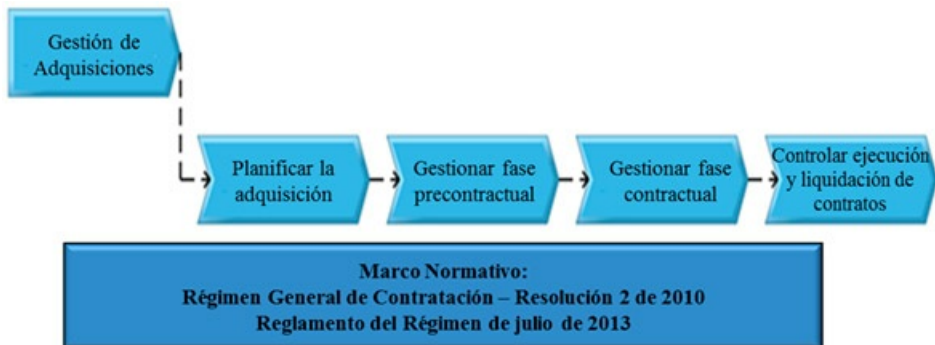 Gestión de
Adquisiciones
Planificar la
adquisición
Gestionar fase
precontractual
Gestionar fase
contractual
Controlar ejecución
y liquidación de
contratos
Marco Normativo:
Régimen General de Contratación – Resolución 2 de 2010
Reglamento del Régimen de julio de 2013